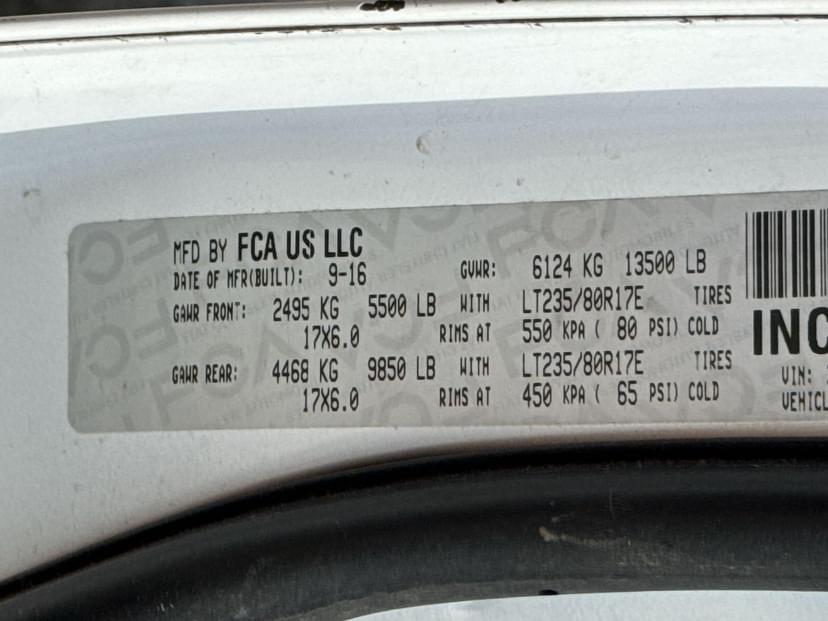 MFD BY FCA US LLC
DATE OF MFR(BUILT): 9-16 GVWR: 6124 KG 13500 LB
GAWR FRONT: 2495 KG 5500 LB WITH LT235/80R17E TIRES
17X6.0 RIMS AT 550 KPA ( 80 PSI) COLD
GAWR REAR: 4468 KG 9850 LB WITH LT235/80R17E TIRES
17X6.0 RIMS AT 450 KPA ( 65 PSI) COLD
INC
VIN:
VEHICL